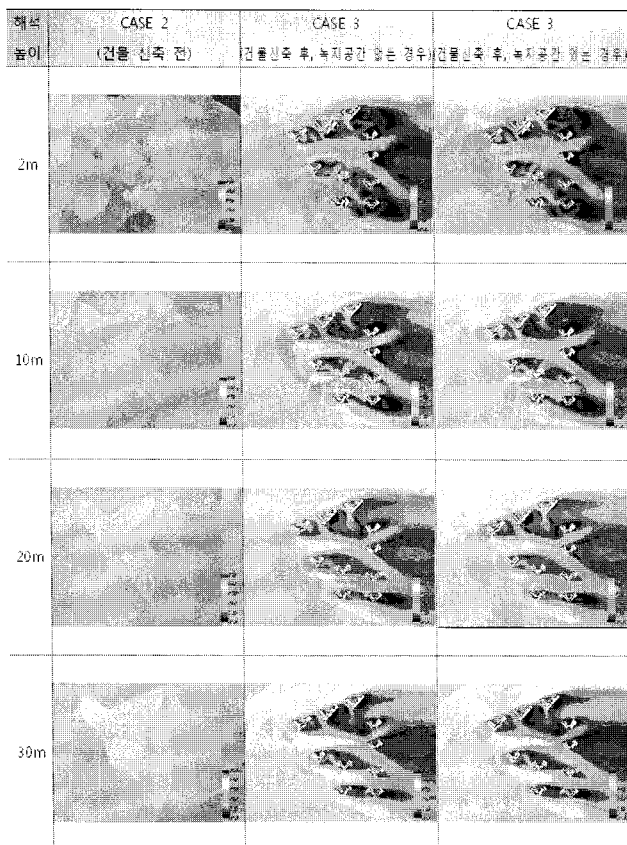 해석 높이
CASE 2
(건물 신축 전)
CASE 3
(건물신축 후, 녹지공간 없는 경우)
CASE 3
(건물신축 후, 녹지공간 있는 경우)
2m
10m
20m
30m